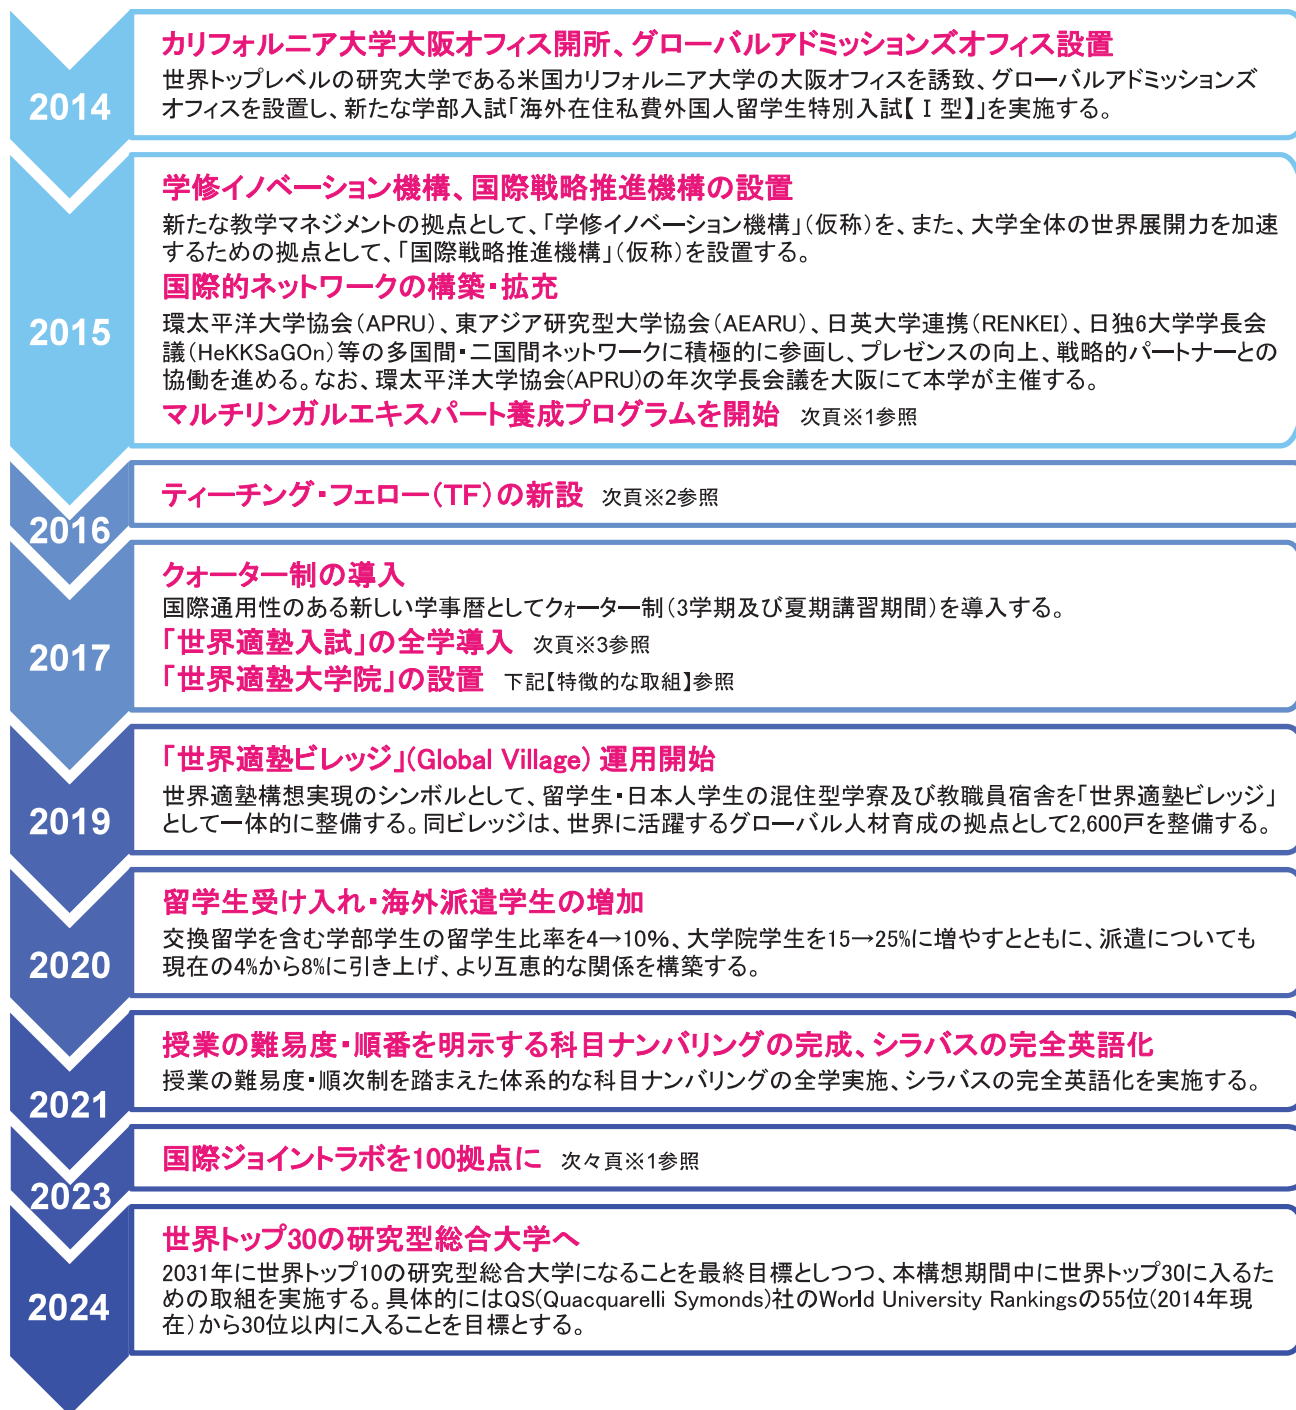 2014
カリフォルニア大学大阪オフィス開所、グローバルアドミッションズオフィス設置
世界トップレベルの研究大学である米国カリフォルニア大学の大阪オフィスを誘致、グローバルアドミッションズ
オフィスを設置し、新たな学部入試「海外在住私費外国人留学生特別入試【Ⅰ型】」を実施する。
2015
学修イノベーション機構、国際戦略推進機構の設置
新たな教学マネジメントの拠点として、「学修イノベーション機構」(仮称)を、また、大学全体の世界展開力を加速
するための拠点として、「国際戦略推進機構」(仮称)を設置する。
国際的ネットワークの構築・拡充
環太平洋大学協会(APRU)、東アジア研究型大学協会(AEARU)、日英大学連携(RENKEI)、日独6大学学長会
議(HeKKSaGOn)等の多国間・二国間ネットワークに積極的に参画し、プレゼンスの向上、戦略的パートナーとの
協働を進める。なお、環太平洋大学協会(APRU)の年次学長会議を大阪にて本学が主催する。
マルチリンガルエキスパート養成プログラムを開始 次頁※1参照
2016
ティーチング・フェロー(TF)の新設 次頁※2参照
2017
クォーター制の導入
国際通用性のある新しい学事暦としてクォーター制(3学期及び夏期講習期間)を導入する。
「世界適塾入試」の全学導入 次頁※3参照
「世界適塾大学院」の設置 下記【特徴的な取組】参照
2019
「世界適塾ビレッジ」(Global Village) 運用開始
世界適塾構想実現のシンボルとして、留学生・日本人学生の混住型学寮及び教職員宿舎を「世界適塾ビレッジ」
として一体的に整備する。同ビレッジは、世界に活躍するグローバル人材育成の拠点として2,600戸を整備する。
2020
留学生受け入れ・海外派遣学生の増加
交換留学を含む学部学生の留学生比率を4→10%、大学院学生を15→25%に増やすとともに、派遣についても
現在の4%から8%に引き上げ、より互恵的な関係を構築する。
2021
授業の難易度・順番を明示する科目ナンバリングの完成、シラバスの完全英語化
授業の難易度・順次制を踏まえた体系的な科目ナンバリングの全学実施、シラバスの完全英語化を実施する。
2023
国際ジョイントラボを100拠点に 次々頁※1参照
2024
世界トップ30の研究型総合大学へ
2031年に世界トップ10の研究型総合大学になることを最終目標としつつ、本構想期間中に世界トップ30に入るた
めの取組を実施する。具体的にはQS(Quacquarelli Symonds)社のWorld University Rankingsの55位(2014年現
在)から30位以内に入ることを目標とする。